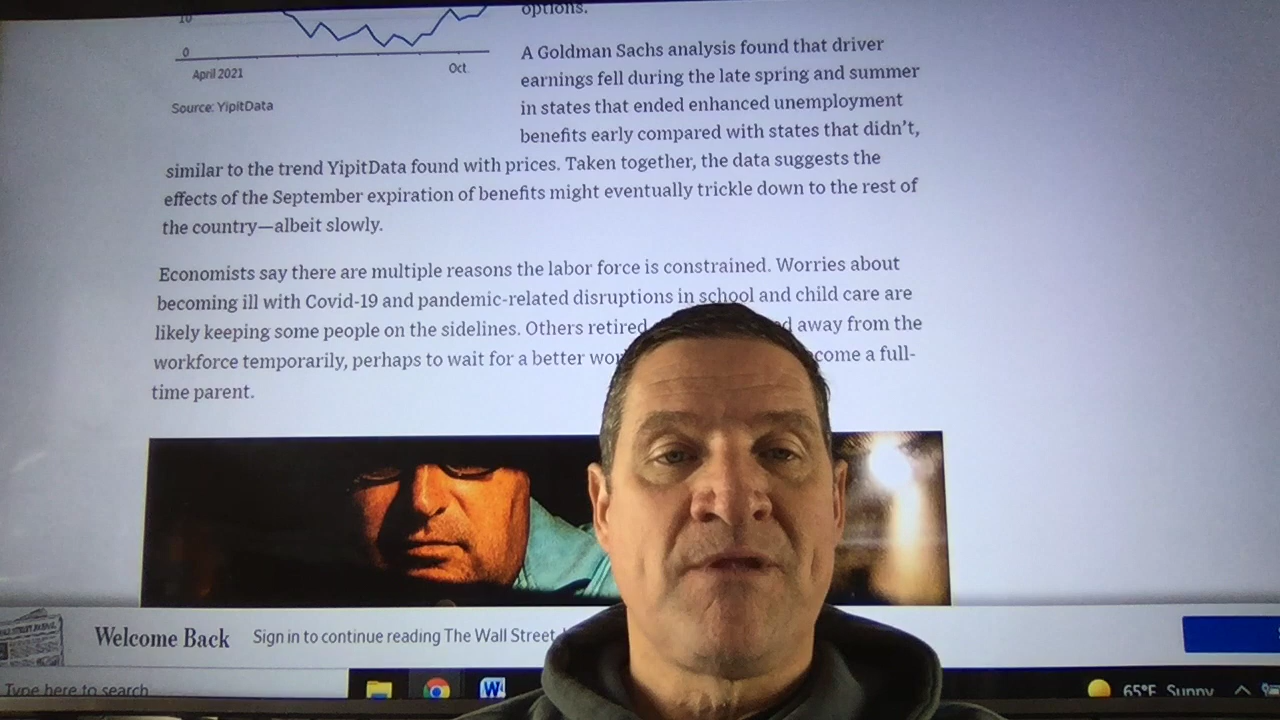 10
options.
0
April 2021 Oct.
Source: YipitData
A Goldman Sachs analysis found that driver
earnings fell during the late spring and summer
in states that ended enhanced unemployment
benefits early compared with states that didn’t,
similar to the trend YipitData found with prices. Taken together, the data suggests the
effects of the September expiration of benefits might eventually trickle down to the rest of
the country—albeit slowly.
Economists say there are multiple reasons the labor force is constrained. Worries about
becoming ill with Covid-19 and pandemic-related disruptions in school and child care are
likely keeping some people on the sidelines. Others retired away from the
workforce temporarily, perhaps to wait for a better come a full-
time parent.
Welcome Back Sign in to continue reading The Wall Street
Type here to search
W
65°F Sunny